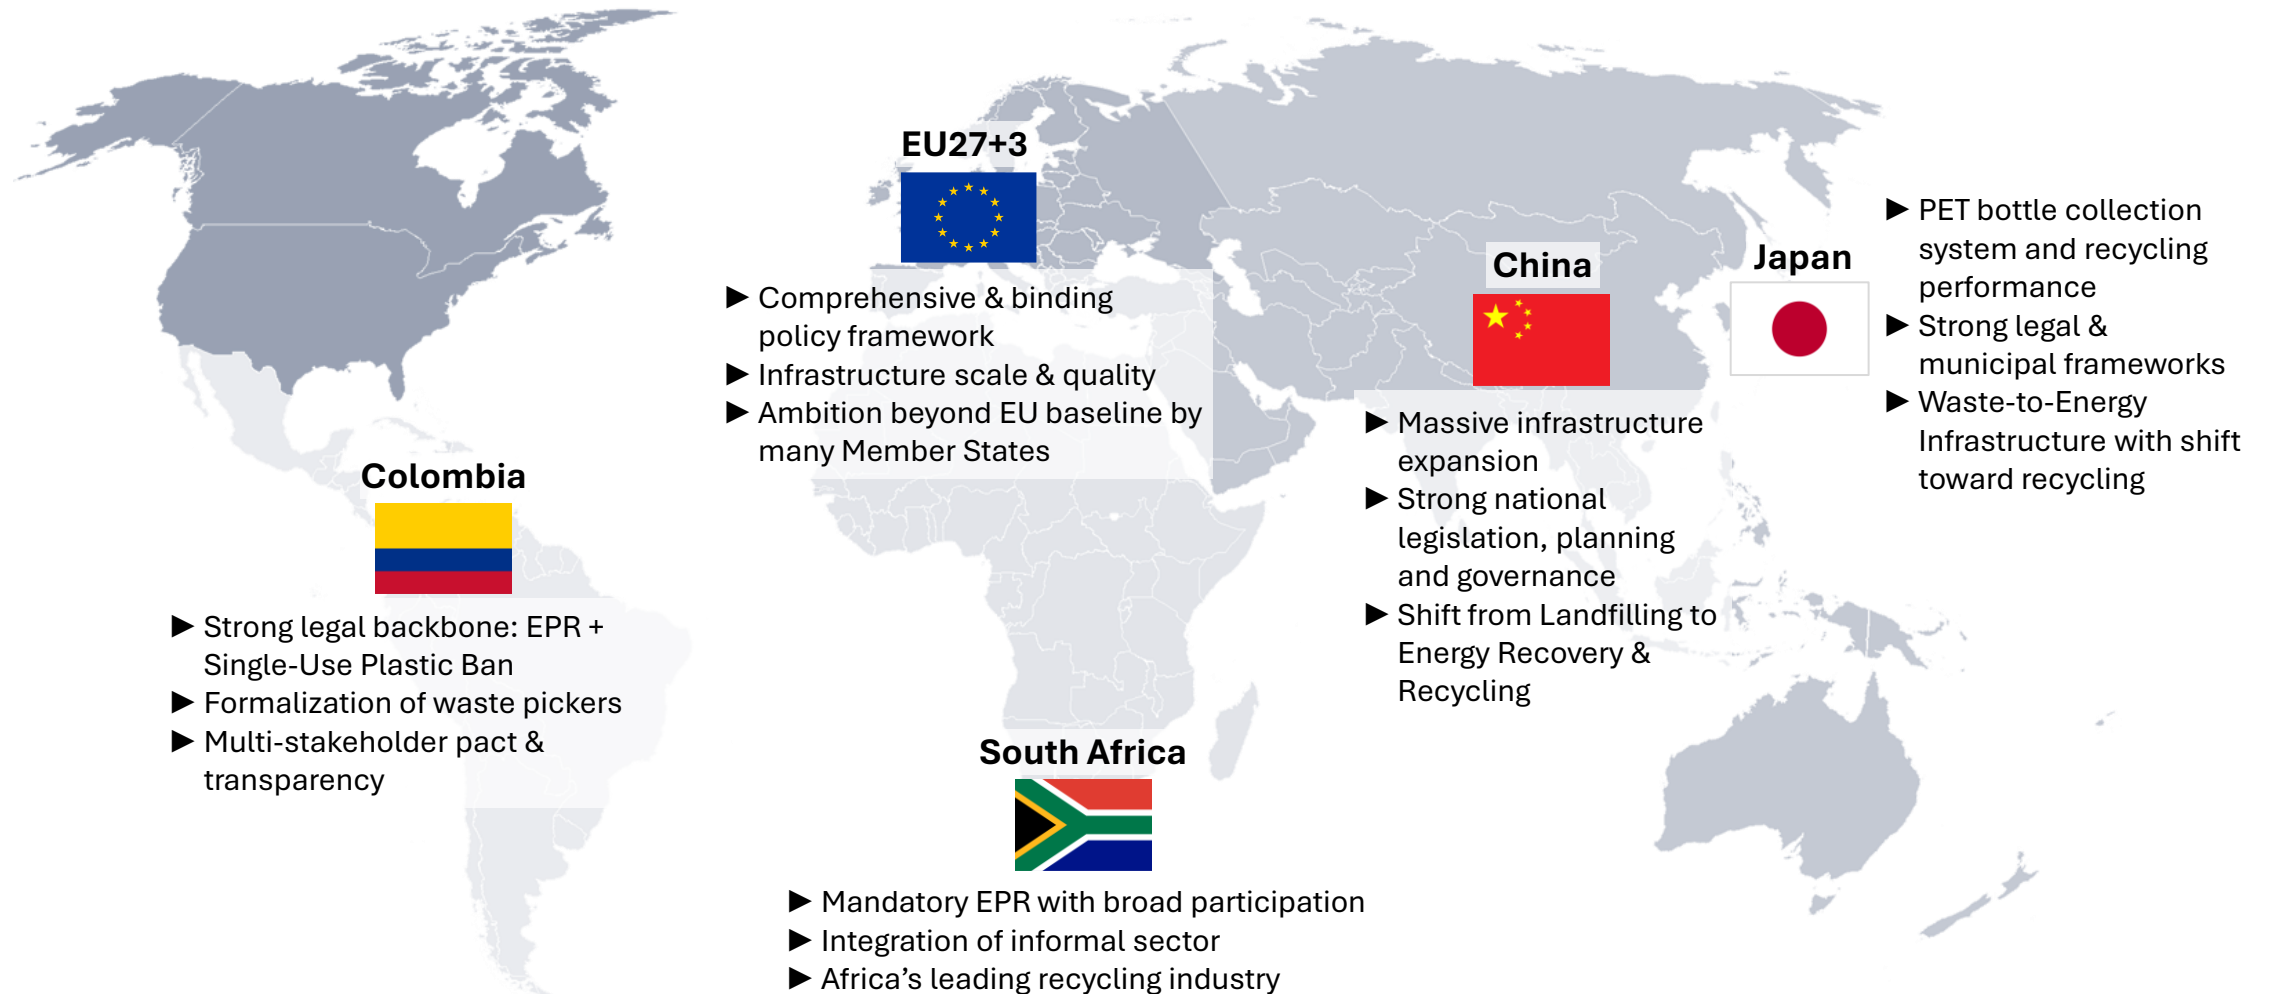 EU27+3
► Comprehensive & binding
policy framework
► Infrastructure scale & quality
► Ambition beyond EU baseline by
many Member States
China
► Massive infrastructure
expansion
► Strong national
legislation, planning
and governance
► Shift from Landfilling to
Energy Recovery &
Recycling
Japan
► PET bottle collection
system and recycling
performance
► Strong legal &
municipal frameworks
► Waste-to-Energy
Infrastructure with shift
toward recycling
Colombia
► Strong legal backbone: EPR +
Single-Use Plastic Ban
► Formalization of waste pickers
► Multi-stakeholder pact &
transparency
South Africa
► Mandatory EPR with broad participation
► Integration of informal sector
► Africa’s leading recycling industry